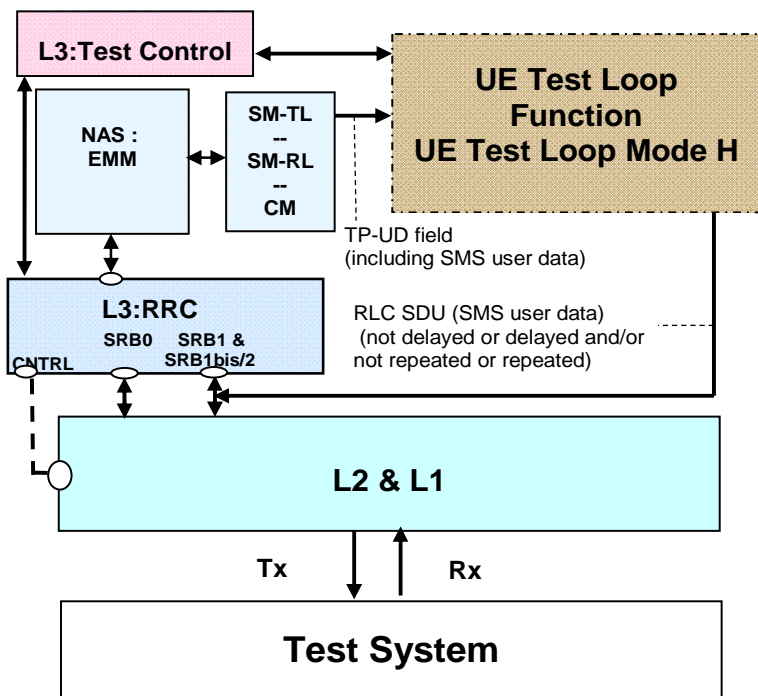 L3:Test Control
UE Test Loop
Function
UE Test Loop Mode H
NAS :
EMM
SM-TL
--
SM-RL
--
CM
TP-UD field
(including SMS user data)
RLC SDU (SMS user data)
(not delayed or delayed and/or
not repeated or repeated)
L3:RRC
SRB0
SRB1 &
SRB1bis/2
CNTRL
L2 & L1
Tx
Rx
Test System